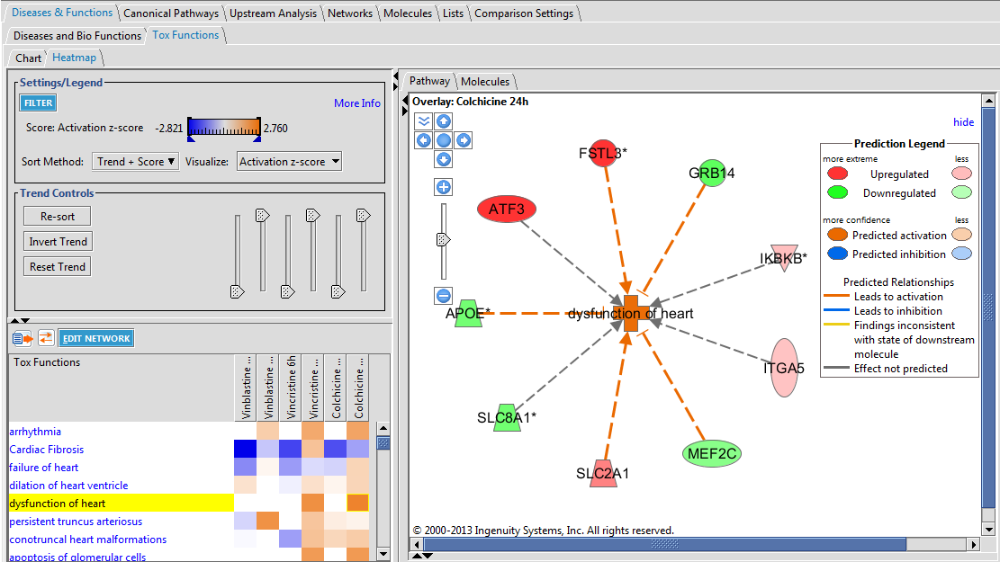 Diseases & Functions Canonical Pathways Upstream Analysis Networks Molecules Lists Comparison Settings
Diseases and Bio Functions Tox Functions
Chart Heatmap
Settings/Legend
FILTER
More Info
Score: Activation z-score -2.821 2.760
Sort Method: Trend + Score Visualize: Activation z-score
Trend Controls
Re-sort
Invert Trend
Reset Trend
EDIT NETWORK
Tox Functions
Vinblastine ...
Vinblastine ...
Vincristine 6h
Vincristine ...
Colchicine ...
Colchicine ...
arrhythmia
Cardiac Fibrosis
failure of heart
dilation of heart ventricle
dysfunction of heart
persistent truncus arteriosus
conotruncal heart malformations
apoptosis of glomerular cells
Pathway Molecules
Overlay: Colchicine 24h
hide
FSTL3*
GRB14
ATF3
IKBKB*
APOE*
dysfunction of heart
ITGA5
SLC8A1*
MEF2C
SLC2A1
Prediction Legend
more extreme less
Upregulated
Downregulated
more confidence less
Predicted activation
Predicted inhibition
Predicted Relationships
Leads to activation
Leads to inhibition
Findings inconsistent
with state of downstream
molecule
Effect not predicted
© 2000-2013 Ingenuity Systems, Inc. All rights reserved.